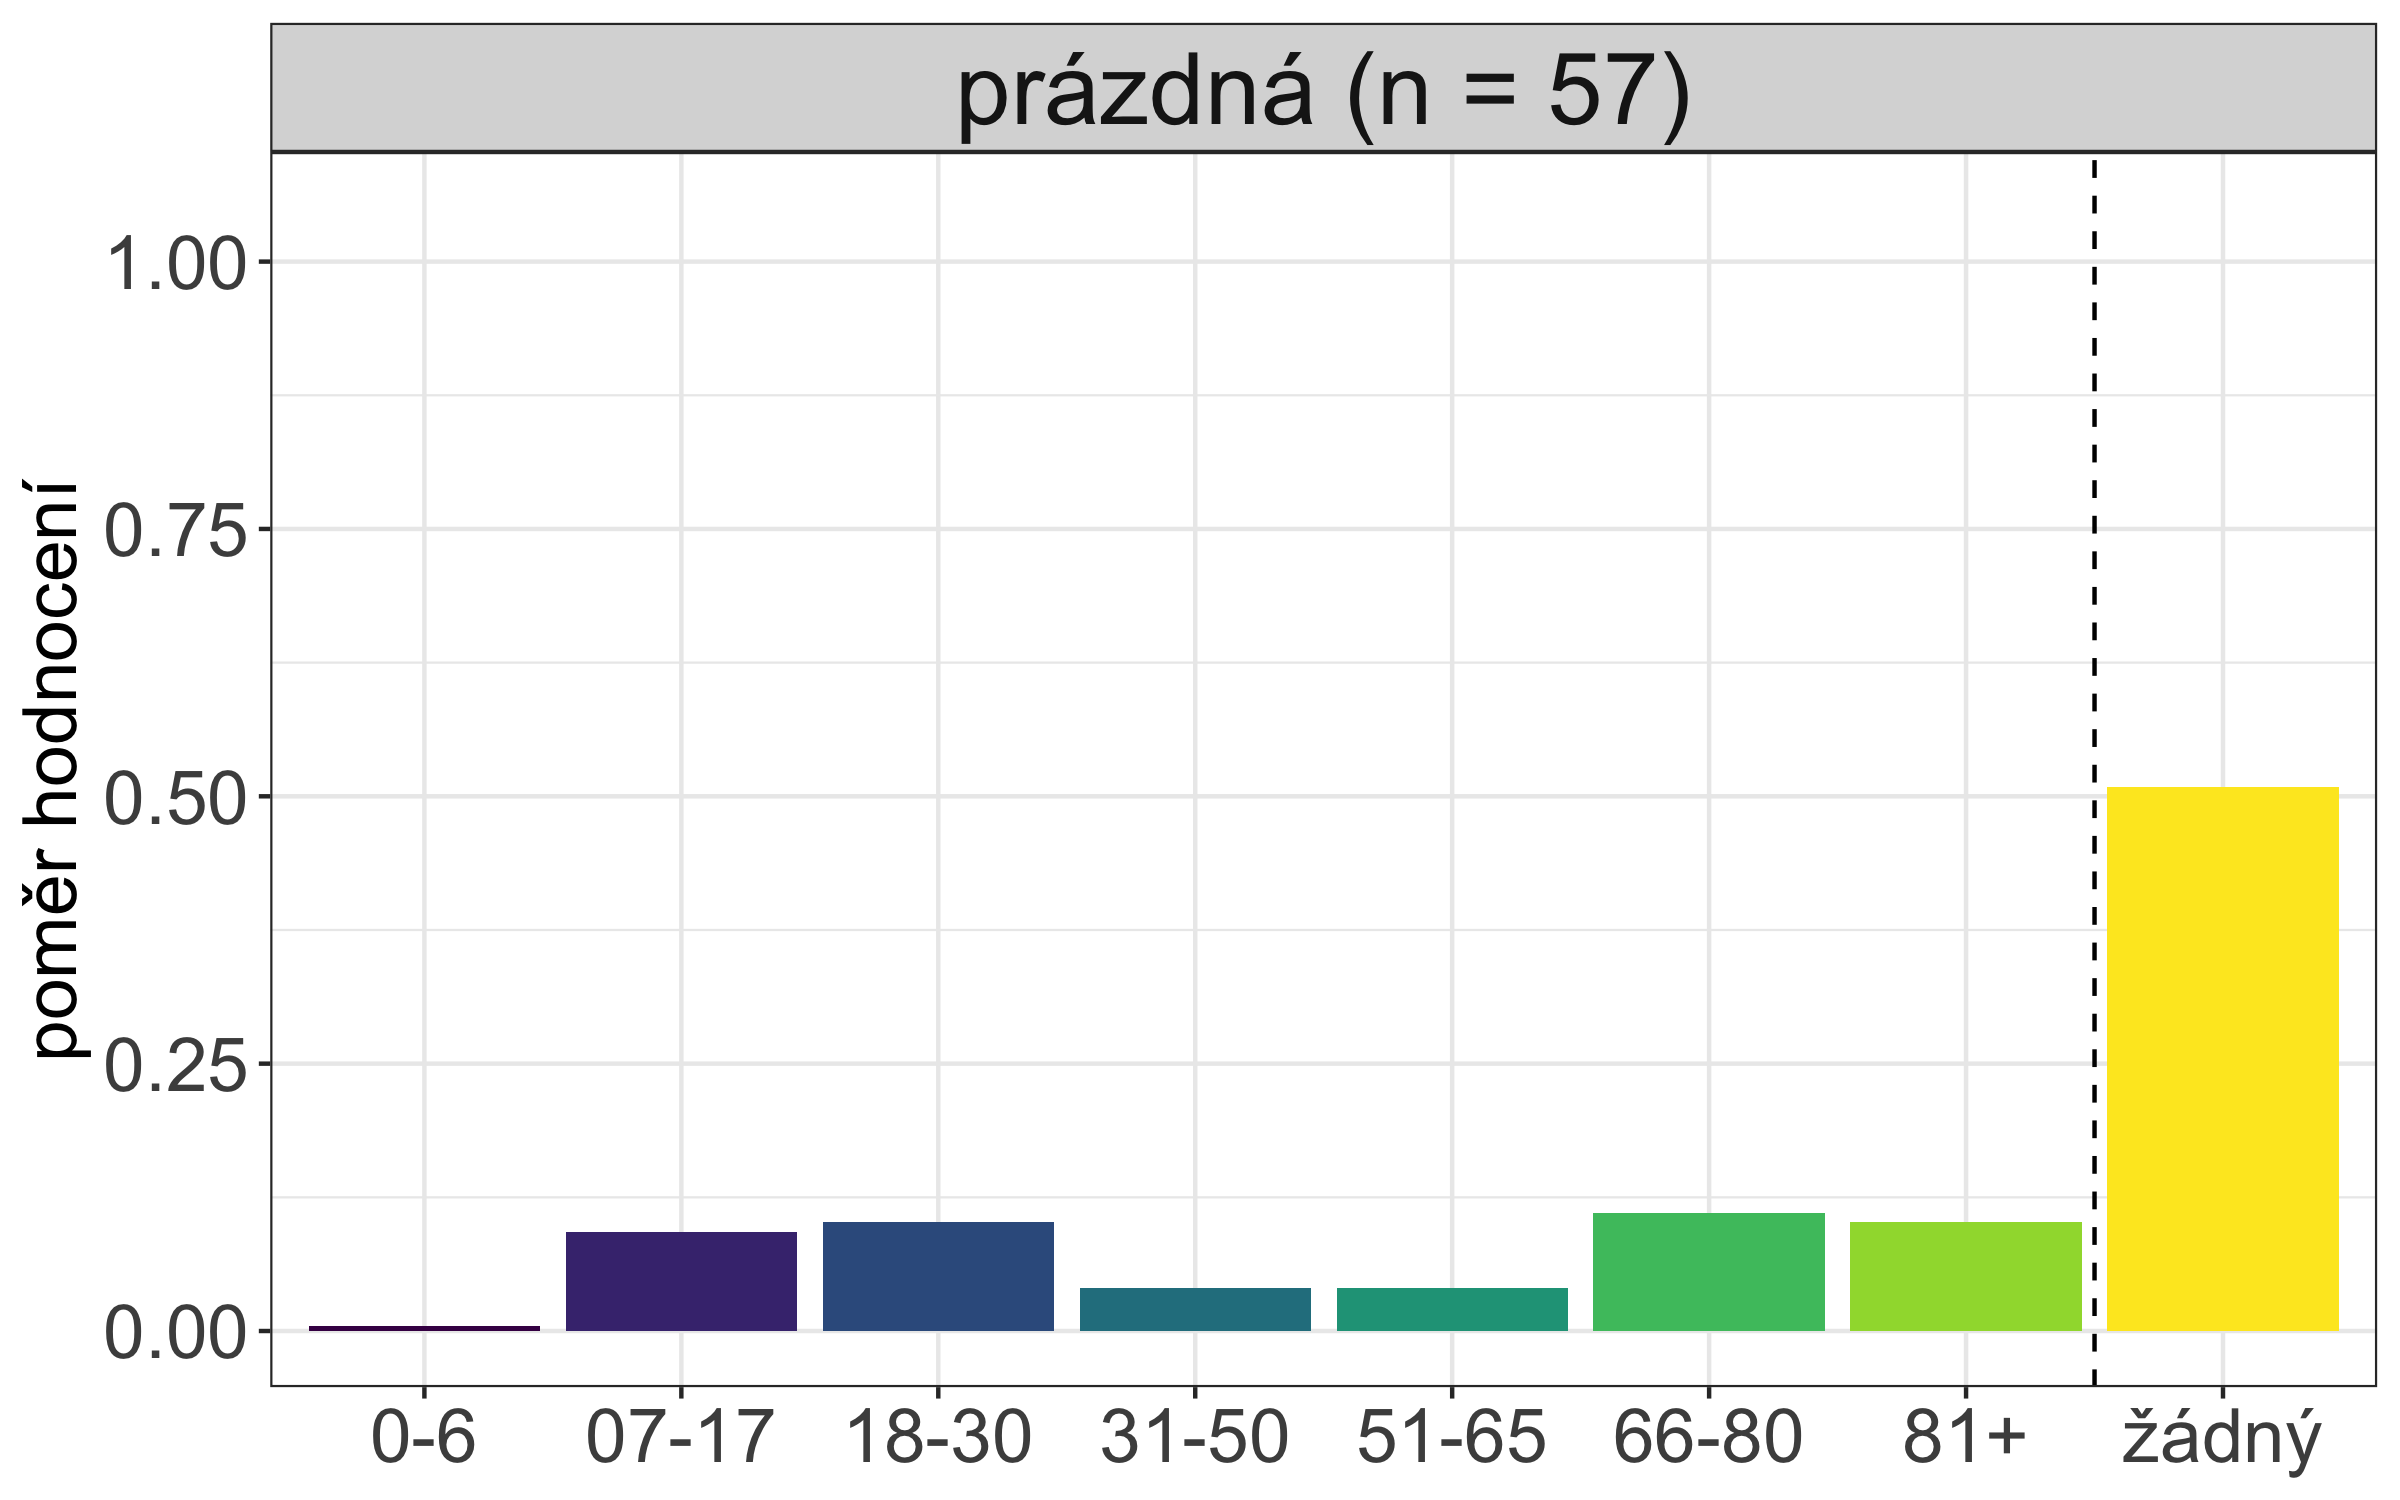 prázdná (n = 57)
poměr hodnocení
1.00
0.75
0.50
0.25
0.00
0-6 07-17 18-30 31-50 51-65 66-80 81+ žádný